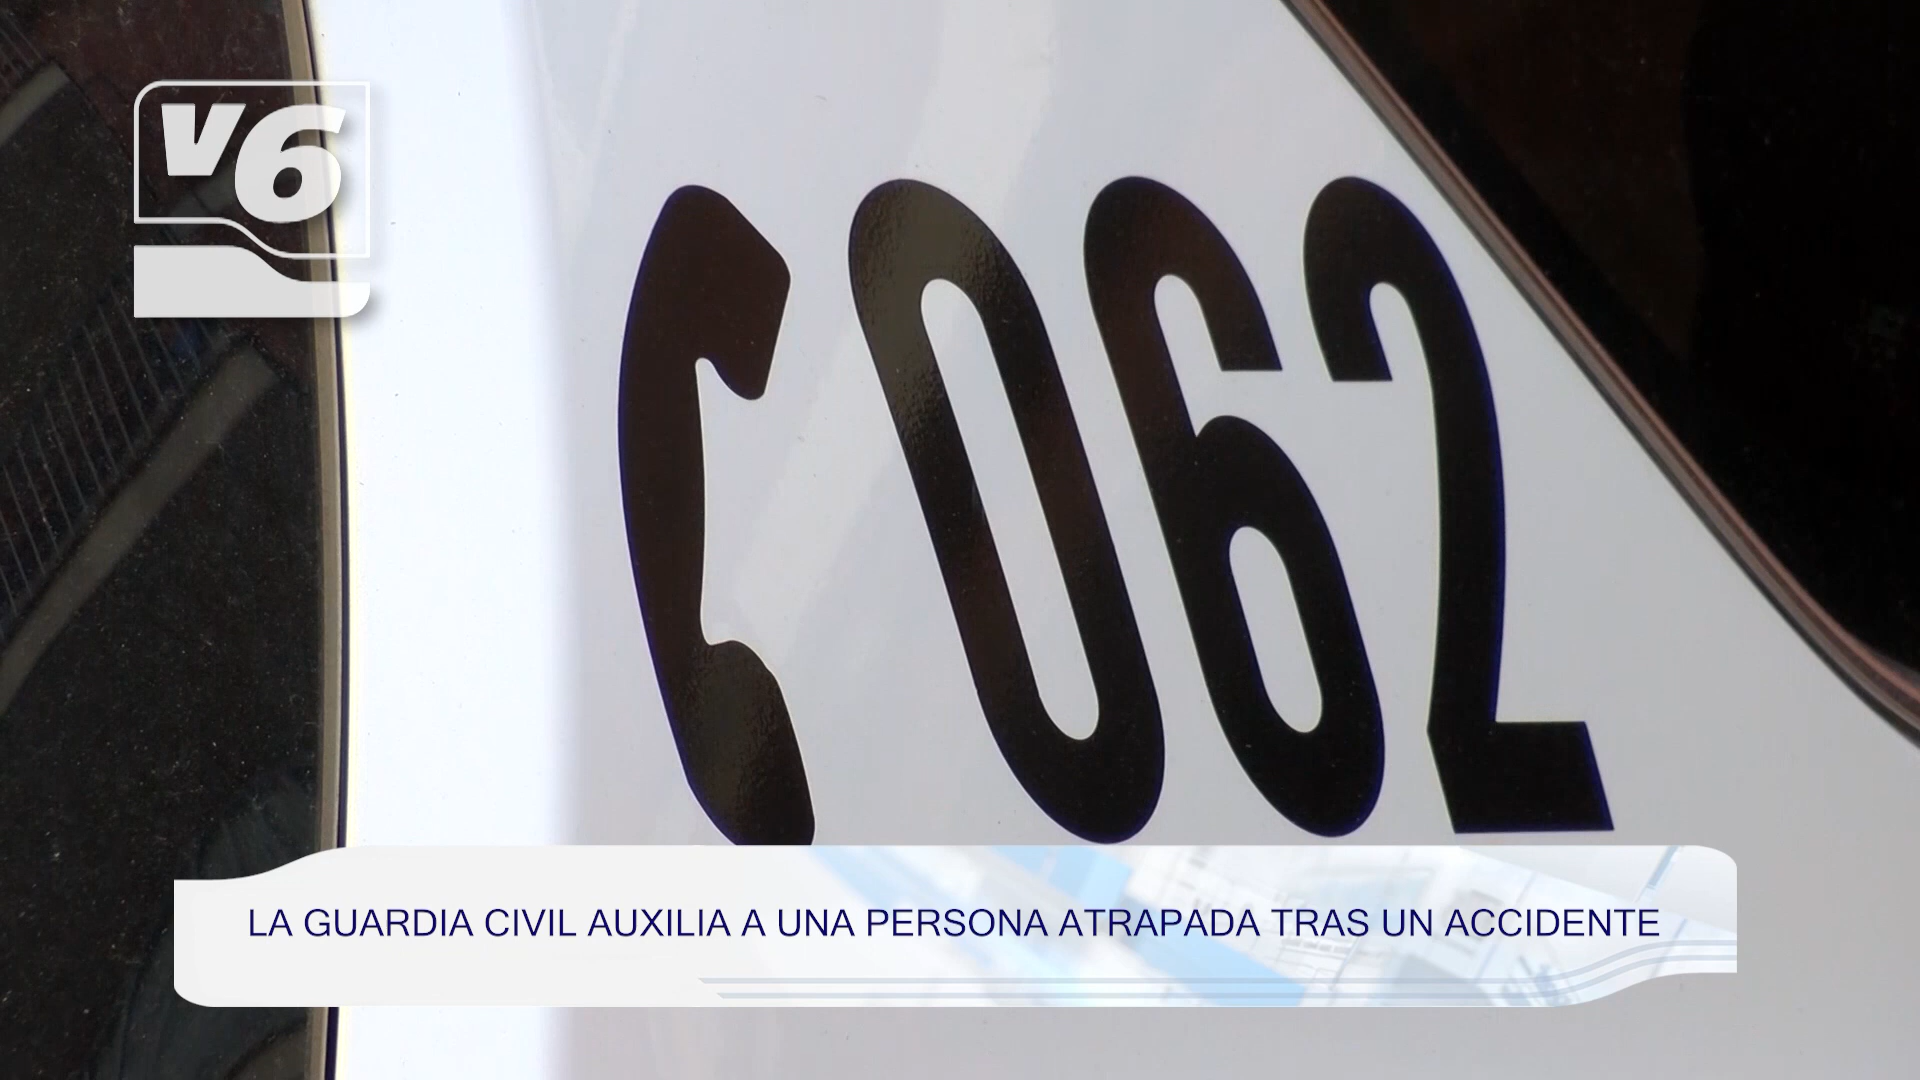 V6
062
LA GUARDIA CIVIL AUXILIA A UNA PERSONA ATRAPADA TRAS UN ACCIDENTE